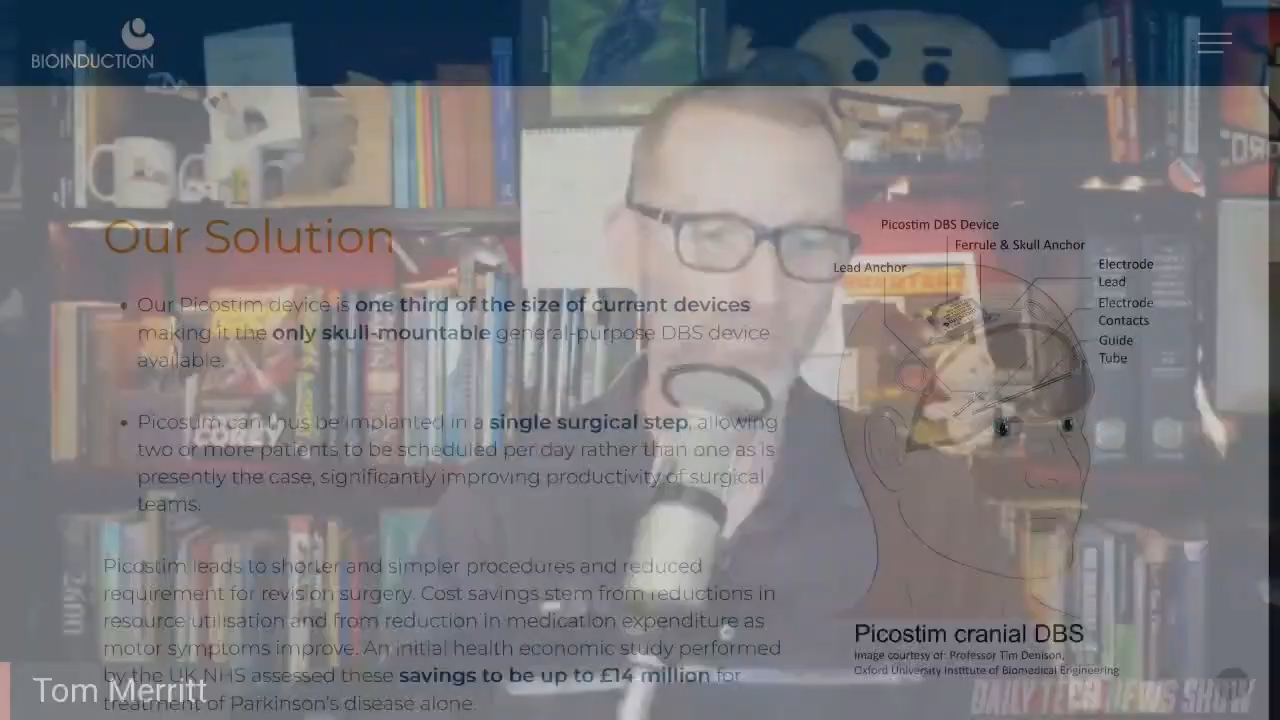 BIOINDUCTION
Our Solution
Our Picostim device is one third of the size of current devices
making it the only skull-mountable general-purpose DBS device
available.
Picostim can thus be implanted in a single surgical step, allowing
two or more patients to be scheduled per day rather than one as is
presently the case, significantly improving productivity of surgical
teams.
Picostim leads to shorter and simpler procedures and reduced
requirement for revision surgery. Cost savings stem from reductions in
resource utilisation and from reduction in medication expenditure as
motor symptoms improve. An initial health economic study performed
by the UK NHS assessed these savings to be up to £14 million for
treatment of Parkinson's disease alone.
Picostim DBS Device
Ferrule & Skull Anchor
Lead Anchor
Electrode
Lead
Electrode
Contacts
Guide
Tube
Picostim cranial DBS
Image courtesy of: Professor Tim Denison,
Oxford University Institute of Biomedical Engineering
COREY
Tom Merritt
DAILY TECH NEWS SHOW